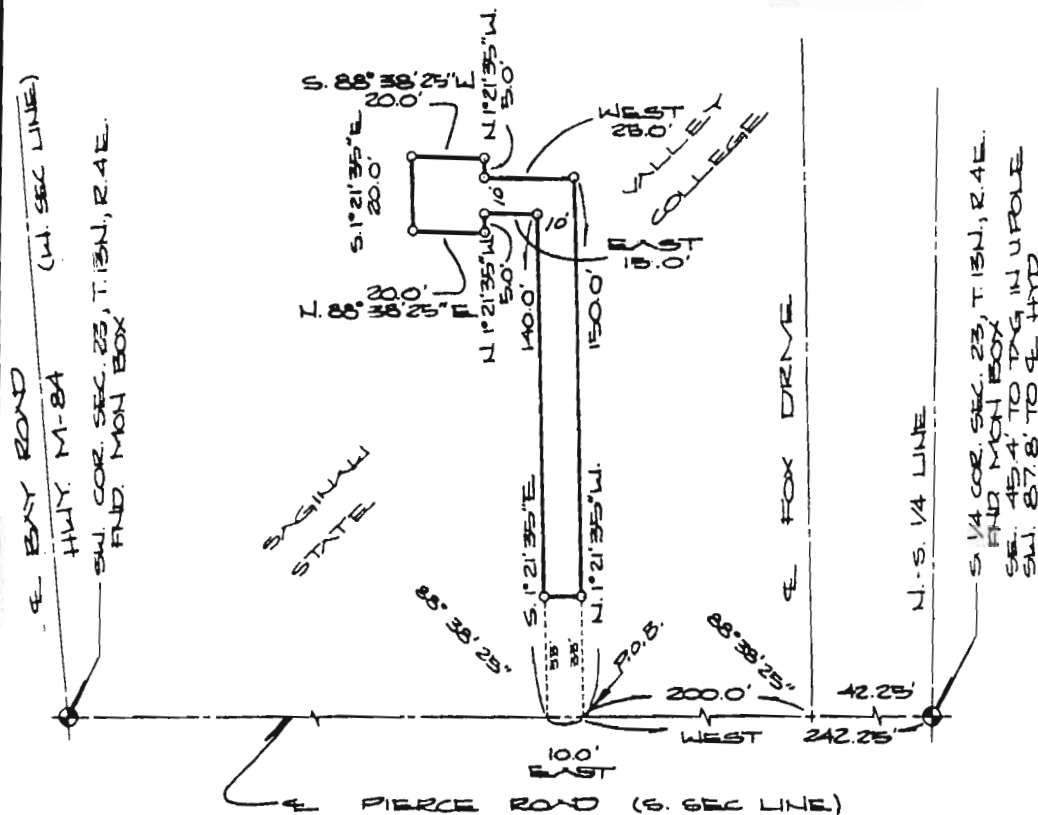 ℄ BAY ROAD
(W. SEC LINE)
HWY. M-84
SW. COR. SEC. 23, T.13N., R.4E.
FND. MON BOX
S. 88° 38' 25" E
20.0'
N. 1° 21' 35" W.
5.0'
WEST
25.0'
VALLEY
COLLEGE
S. 1° 21' 35" E
20.0'
10'
10'
EAST
15.0'
20.0'
N. 88° 38' 25" E
N. 1° 21' 35" W.
5.0'
140.0'
150.0'
SAGINAW
STATE
S. 1° 21' 35" E
N. 1° 21' 35" W.
℄ FOX DRIVE
N.-S. 1/4 LINE
S. 1/4 COR. SEC. 23, T.13N., R.4E.
FND. MON BOX
SE. 45.4' TO TAG IN U. POLE
SW. 87.8' TO ℄ HYD
88° 38' 25"
P.O.B.
88° 38' 25"
200.0'
42.25'
WEST
242.25'
10.0'
EAST
℄ PIERCE ROAD (S. SEC LINE)